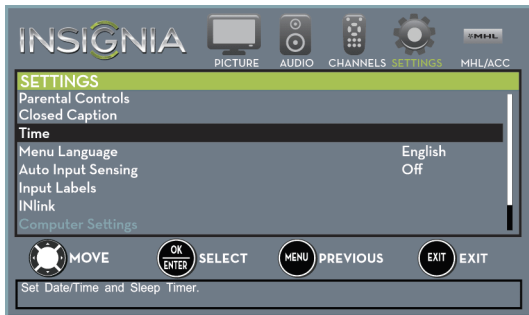 INSIGNIA
PICTURE AUDIO CHANNELS SETTINGS MHL/ACC
MHL
SETTINGS
Parental Controls
Closed Caption
Time
Menu Language English
Auto Input Sensing Off
Input Labels
INlink
Computer Settings
MOVE OK ENTER SELECT MENU PREVIOUS EXIT EXIT
Set Date/Time and Sleep Timer.